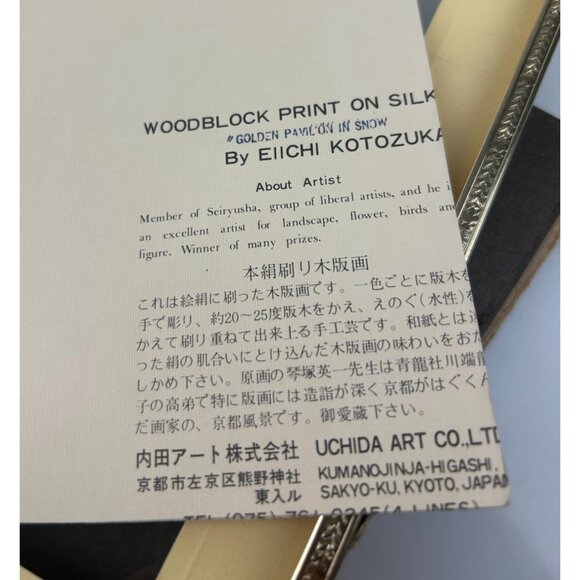 WOODBLOCK PRINT ON SILK
"GOLDEN PAVIL'ON IN SNOW
By EIICHI KOTOZUKA
About Artist
Member of Seiryusha, group of liberal artists, and he i
an excellent artist for landscape, flower, birds and
figure. Winner of many prizes.
本絹刷り木版画
これは絵絹に刷った木版画です。一色ごとに版木を
手で彫り、約20～25度版木をかえ、えのぐ(水性)を
かえて刷り重ねて出来上る手工芸です。和紙とは違
った絹の肌合いにとけ込んだ木版画の味わいをおた
しかめ下さい。原画の琴塚英一先生は青龍社川端龍
子の高弟で特に版画には造詣が深く京都がはぐくん
だ画家の、京都風景です。御愛蔵下さい。
内田アート株式会社 UCHIDA ART CO.,LTD
京都市左京区熊野神社 KUMANOJINJA-HIGASHI,
東入ル SAKYO-KU, KYOTO, JAPAN
TEL (075) 761-0345(4 LINES)